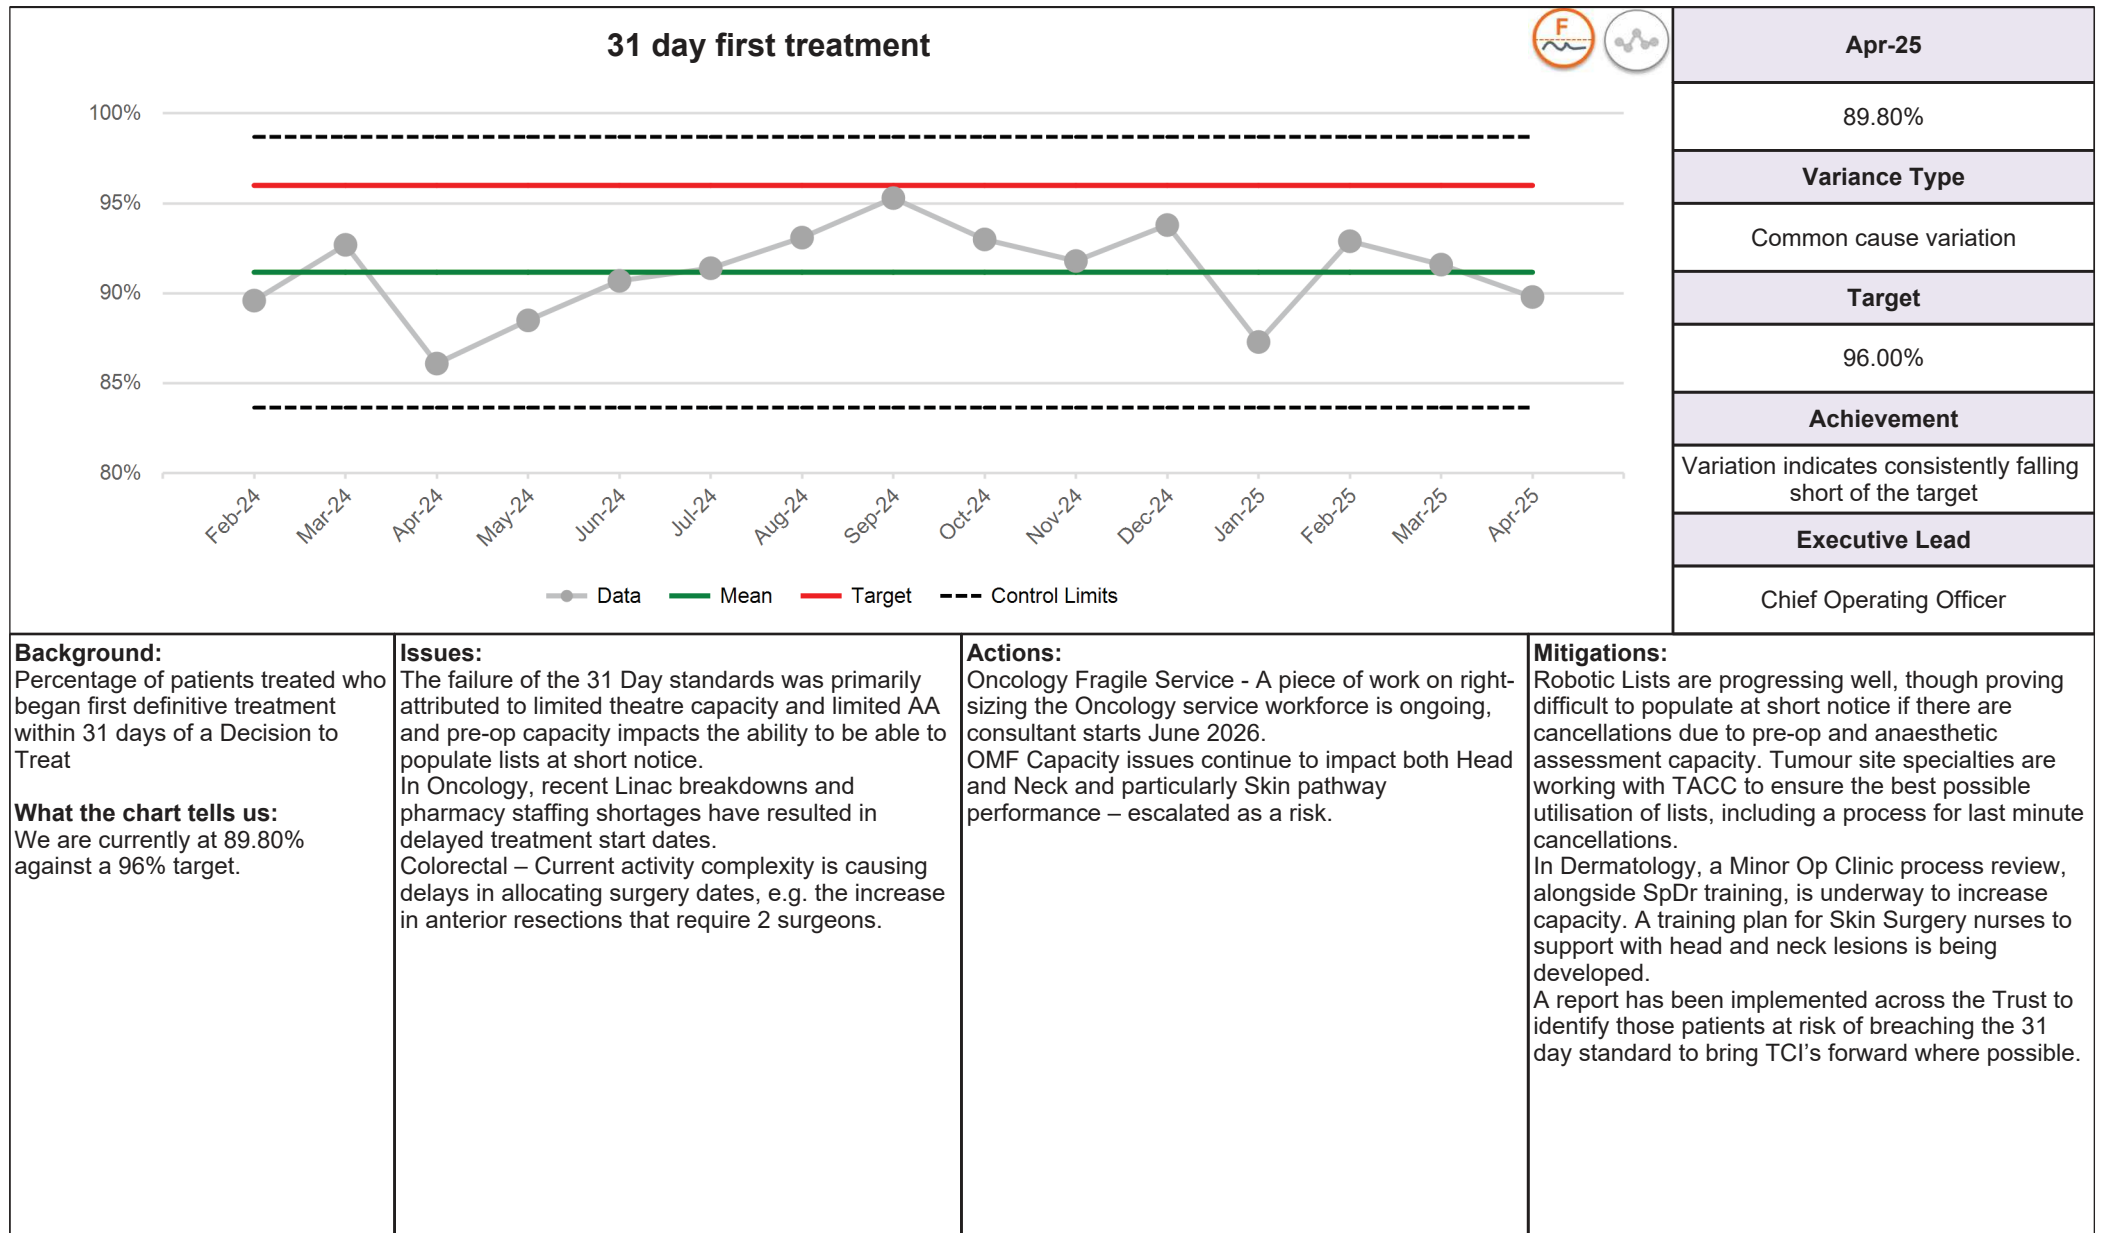 31 day first treatment
F
100%
95%
90%
85%
80%
Feb-24
Mar-24
Apr-24
May-24
Jun-24
Jul-24
Aug-24
Sep-24
Oct-24
Nov-24
Dec-24
Jan-25
Feb-25
Mar-25
Apr-25
Data
Mean
Target
Control Limits
Apr-25
89.80%
Variance Type
Common cause variation
Target
96.00%
Achievement
Variation indicates consistently falling
short of the target
Executive Lead
Chief Operating Officer
Background:
Percentage of patients treated who
began first definitive treatment
within 31 days of a Decision to
Treat
What the chart tells us:
We are currently at 89.80%
against a 96% target.
Issues:
The failure of the 31 Day standards was primarily
attributed to limited theatre capacity and limited AA
and pre-op capacity impacts the ability to be able to
populate lists at short notice.
In Oncology, recent Linac breakdowns and
pharmacy staffing shortages have resulted in
delayed treatment start dates.
Colorectal – Current activity complexity is causing
delays in allocating surgery dates, e.g. the increase
in anterior resections that require 2 surgeons.
Actions:
Oncology Fragile Service - A piece of work on right-
sizing the Oncology service workforce is ongoing,
consultant starts June 2026.
OMF Capacity issues continue to impact both Head
and Neck and particularly Skin pathway
performance – escalated as a risk.
Mitigations:
Robotic Lists are progressing well, though proving
difficult to populate at short notice if there are
cancellations due to pre-op and anaesthetic
assessment capacity. Tumour site specialties are
working with TACC to ensure the best possible
utilisation of lists, including a process for last minute
cancellations.
In Dermatology, a Minor Op Clinic process review,
alongside SpDr training, is underway to increase
capacity. A training plan for Skin Surgery nurses to
support with head and neck lesions is being
developed.
A report has been implemented across the Trust to
identify those patients at risk of breaching the 31
day standard to bring TCI’s forward where possible.